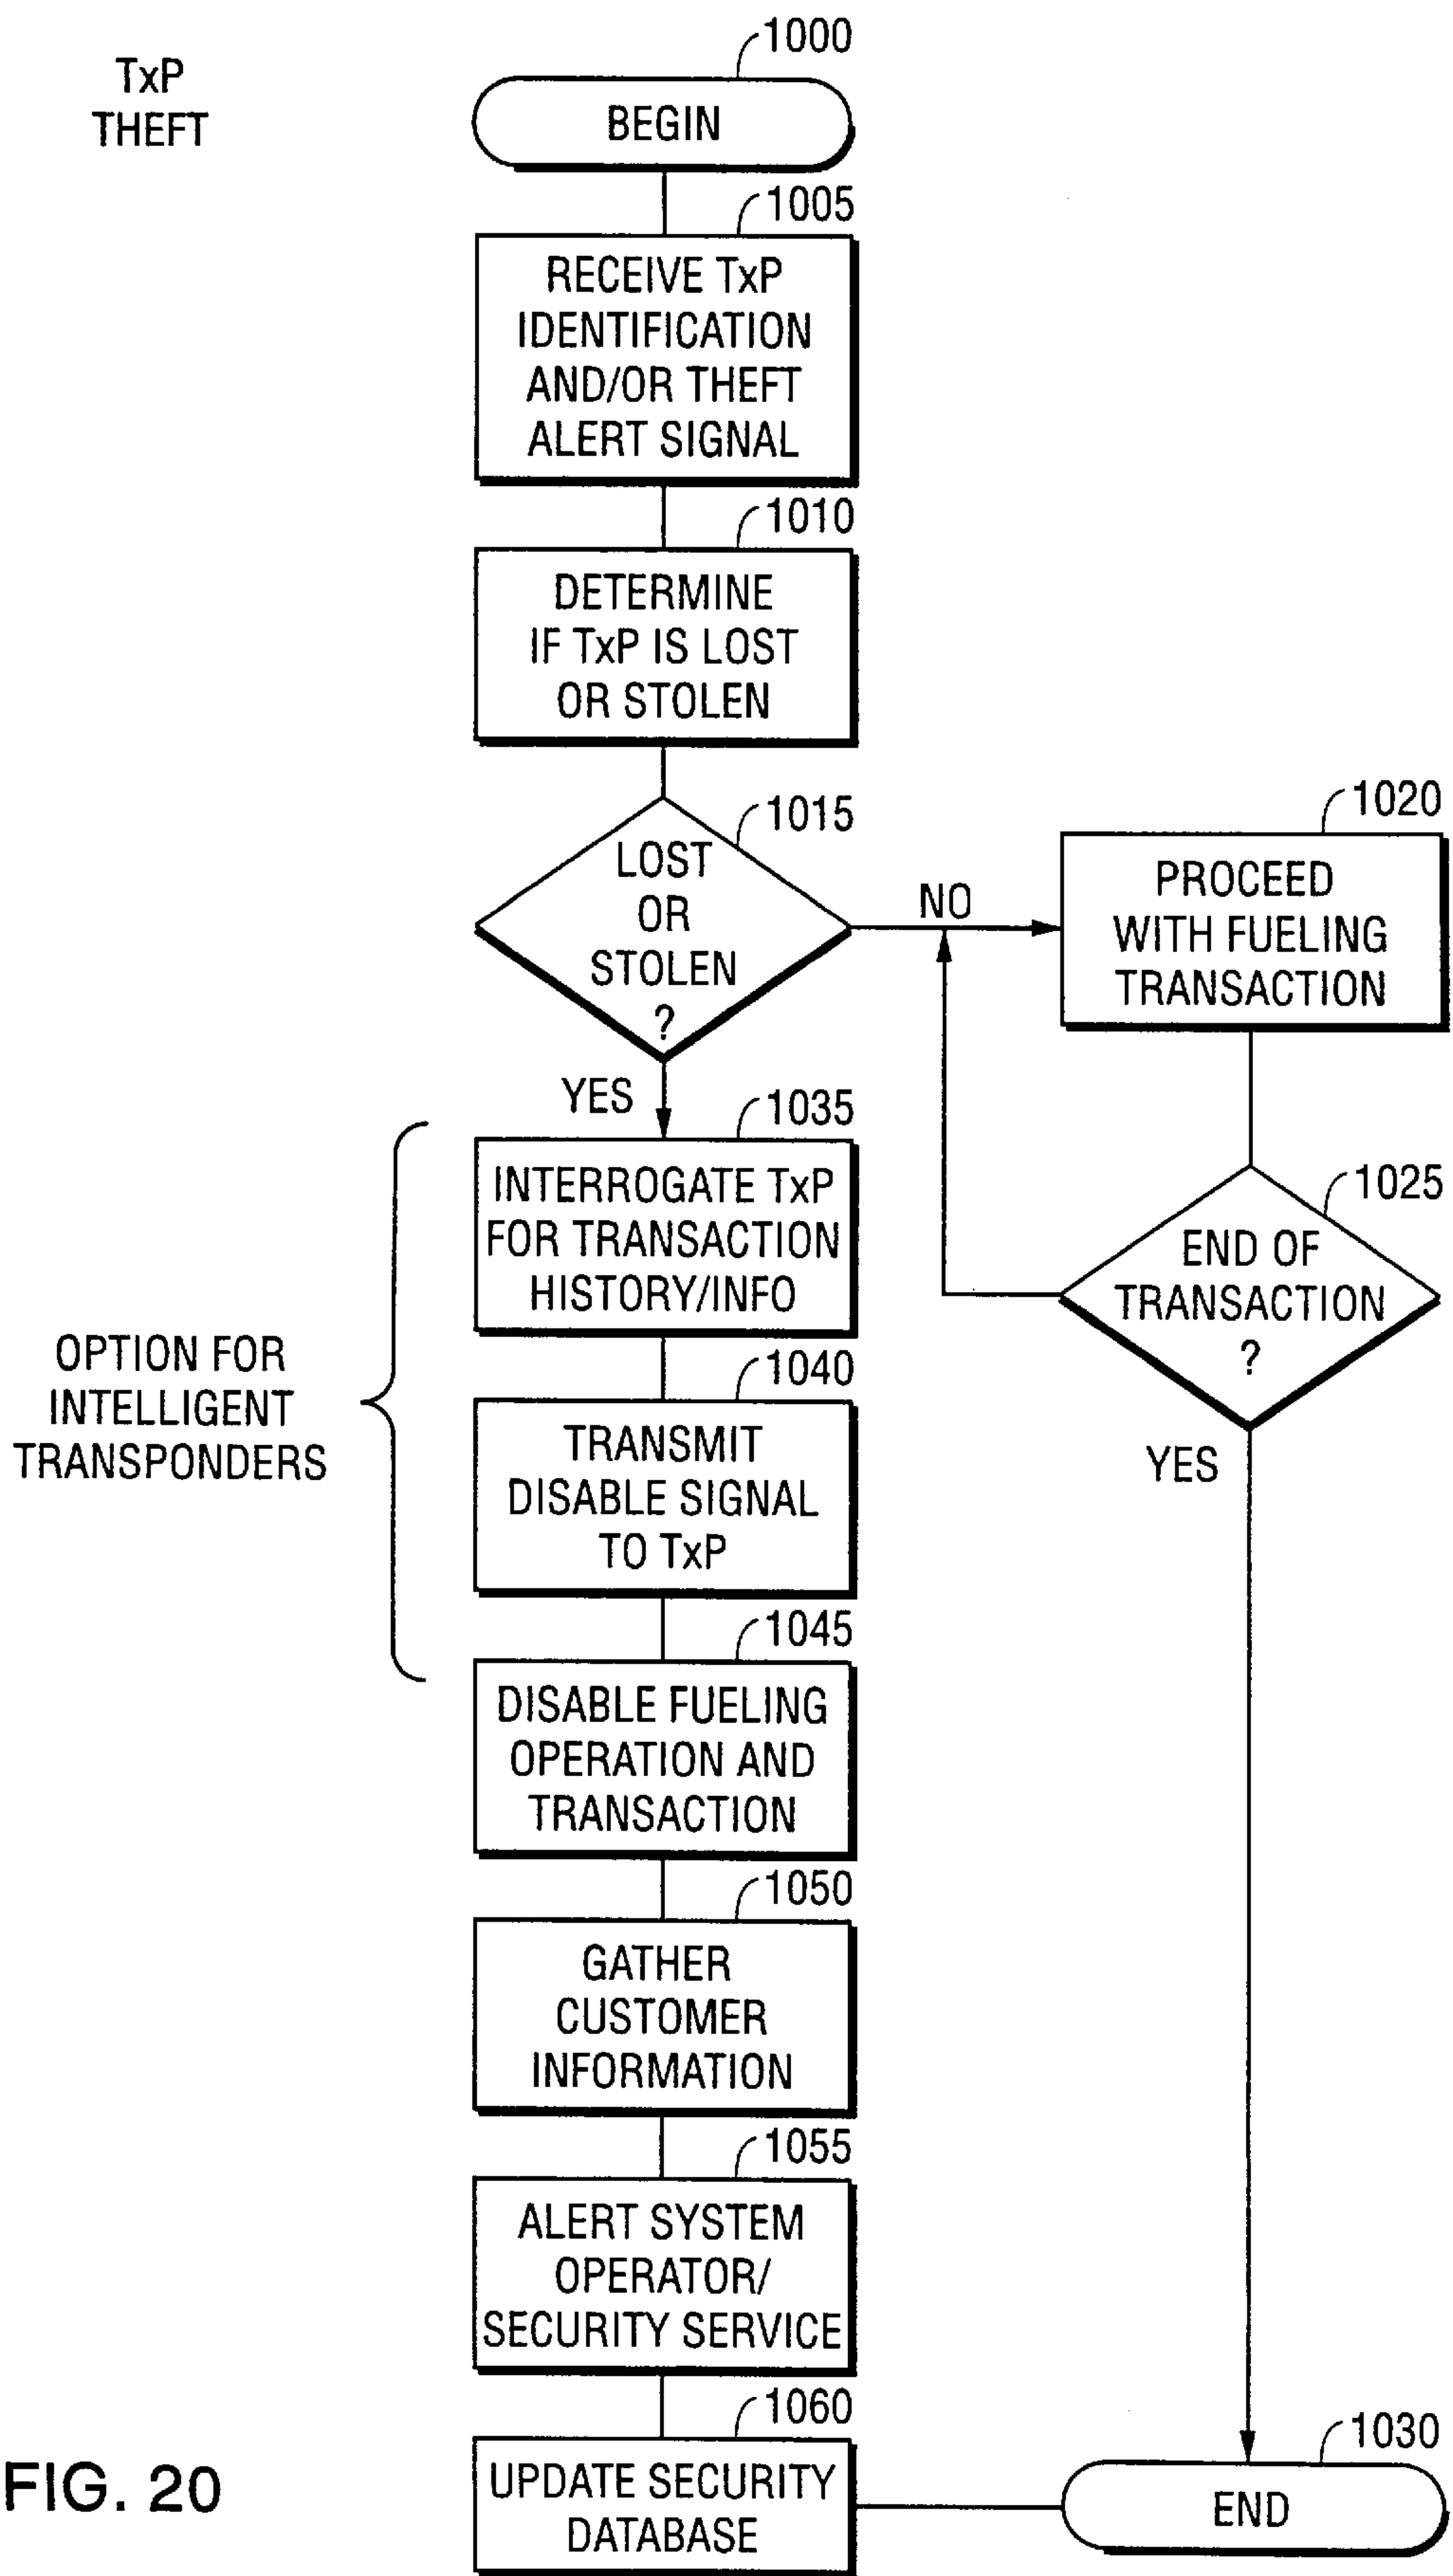 TxP
THEFT
1000
BEGIN
1005
RECEIVE TxP
IDENTIFICATION
AND/OR THEFT
ALERT SIGNAL
1010
DETERMINE
IF TxP IS LOST
OR STOLEN
1015
LOST
OR
STOLEN
?
NO
YES
1020
PROCEED
WITH FUELING
TRANSACTION
1025
END OF
TRANSACTION
?
YES
OPTION FOR
INTELLIGENT
TRANSPONDERS
1035
INTERROGATE TxP
FOR TRANSACTION
HISTORY/INFO
1040
TRANSMIT
DISABLE SIGNAL
TO TxP
1045
DISABLE FUELING
OPERATION AND
TRANSACTION
1050
GATHER
CUSTOMER
INFORMATION
1055
ALERT SYSTEM
OPERATOR/
SECURITY SERVICE
1060
UPDATE SECURITY
DATABASE
1030
END
FIG. 20